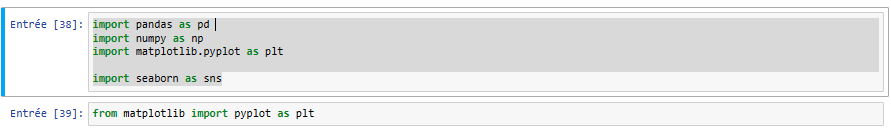 Entrée [38]: import pandas as pd
import numpy as np
import matplotlib.pyplot as plt
import seaborn as sns
Entrée [39]: from matplotlib import pyplot as plt